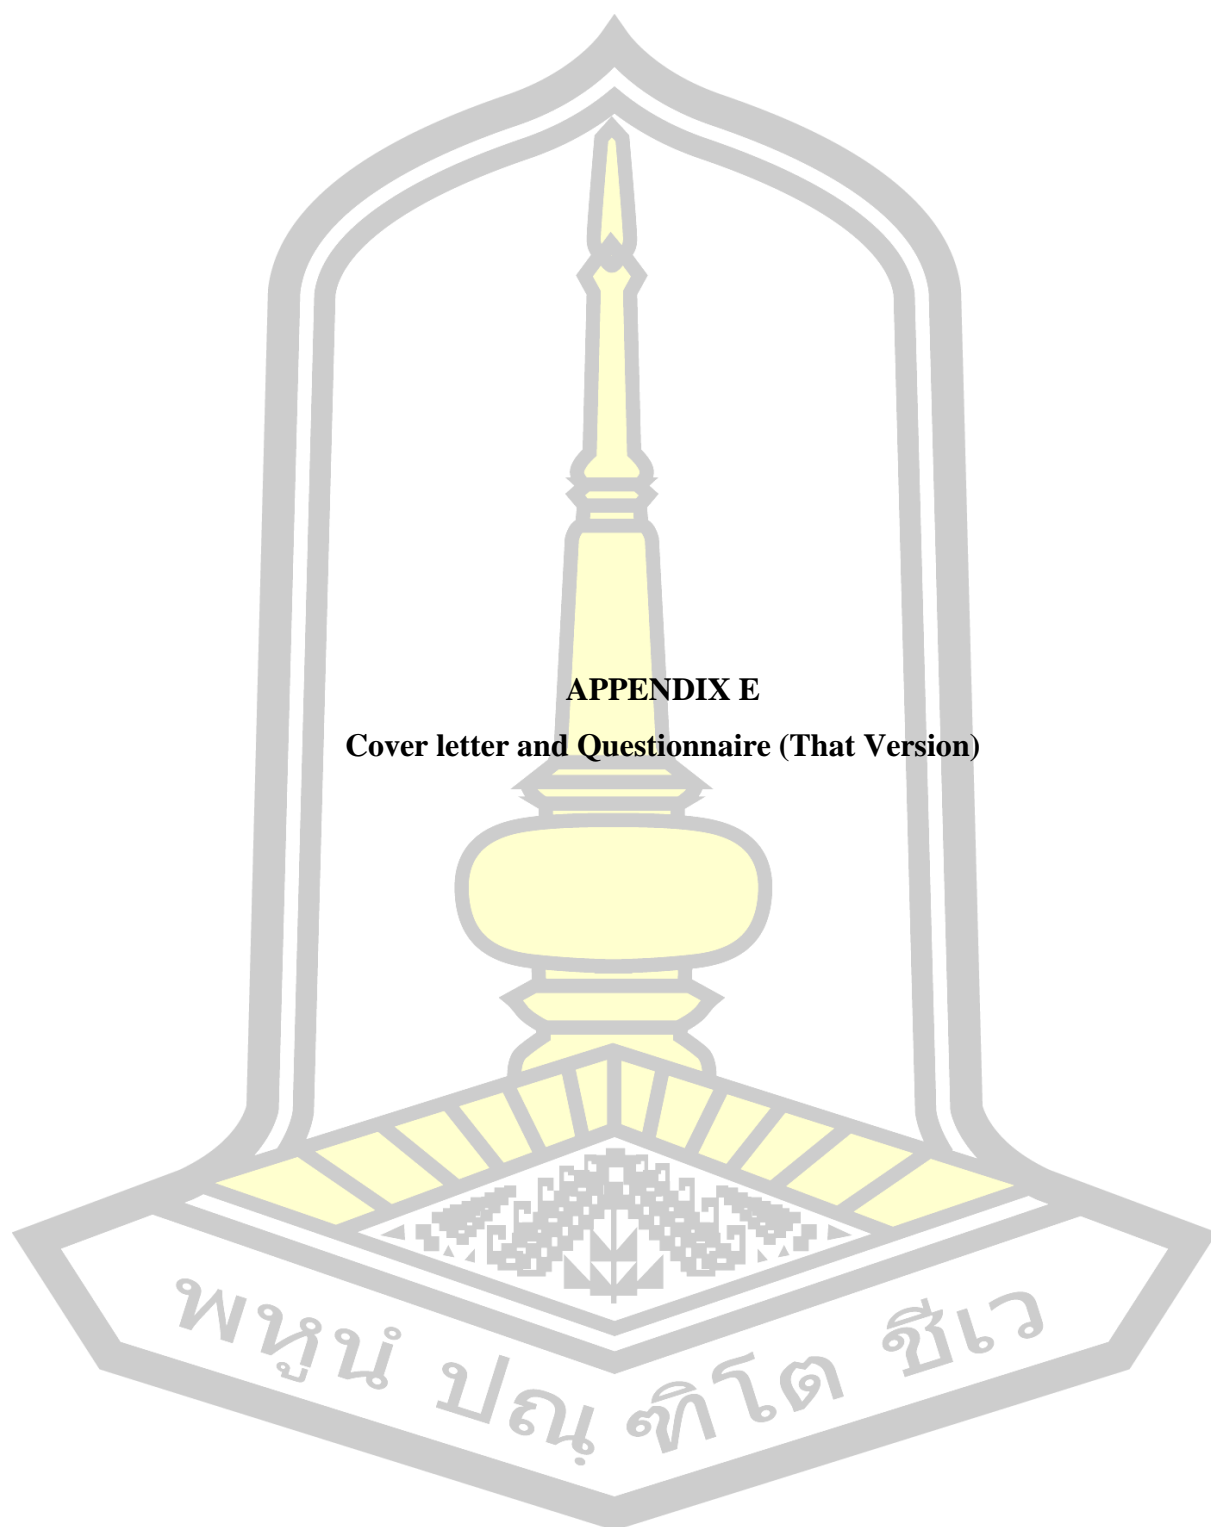 APPENDIX E
Cover letter and Questionnaire (That Version)
พหูนํ ปณฺฑิโต ชีเว